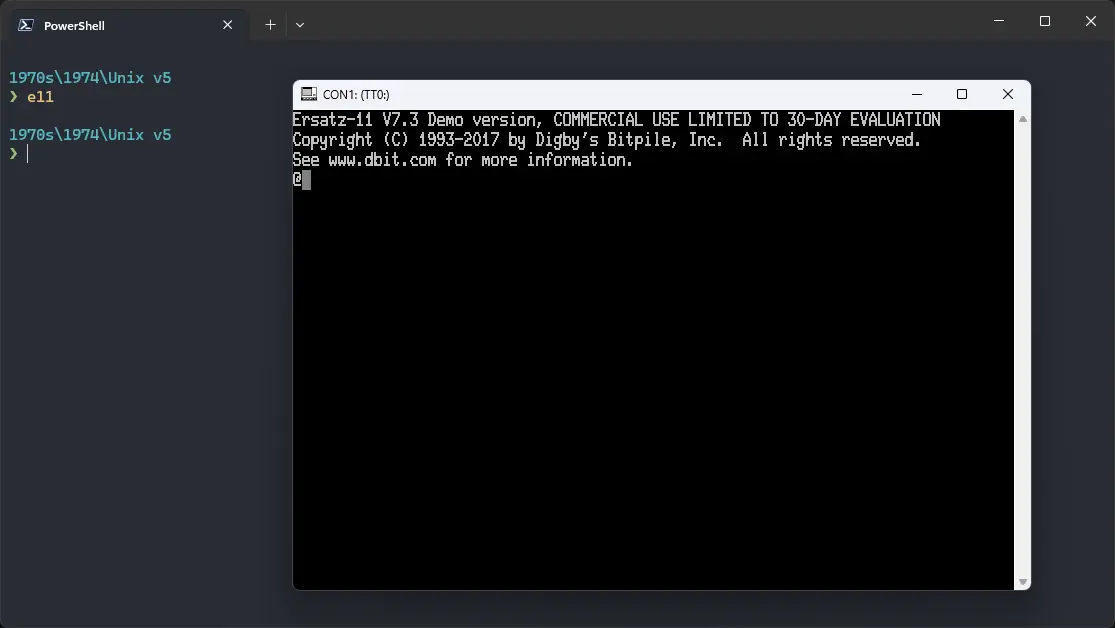 PowerShell
1970s\1974\Unix v5
❯ e11
1970s\1974\Unix v5
❯
CON1: (TT0:)
Ersatz-11 V7.3 Demo version, COMMERCIAL USE LIMITED TO 30-DAY EVALUATION
Copyright (C) 1993-2017 by Digby's Bitpile, Inc.  All rights reserved.
See www.dbit.com for more information.
@